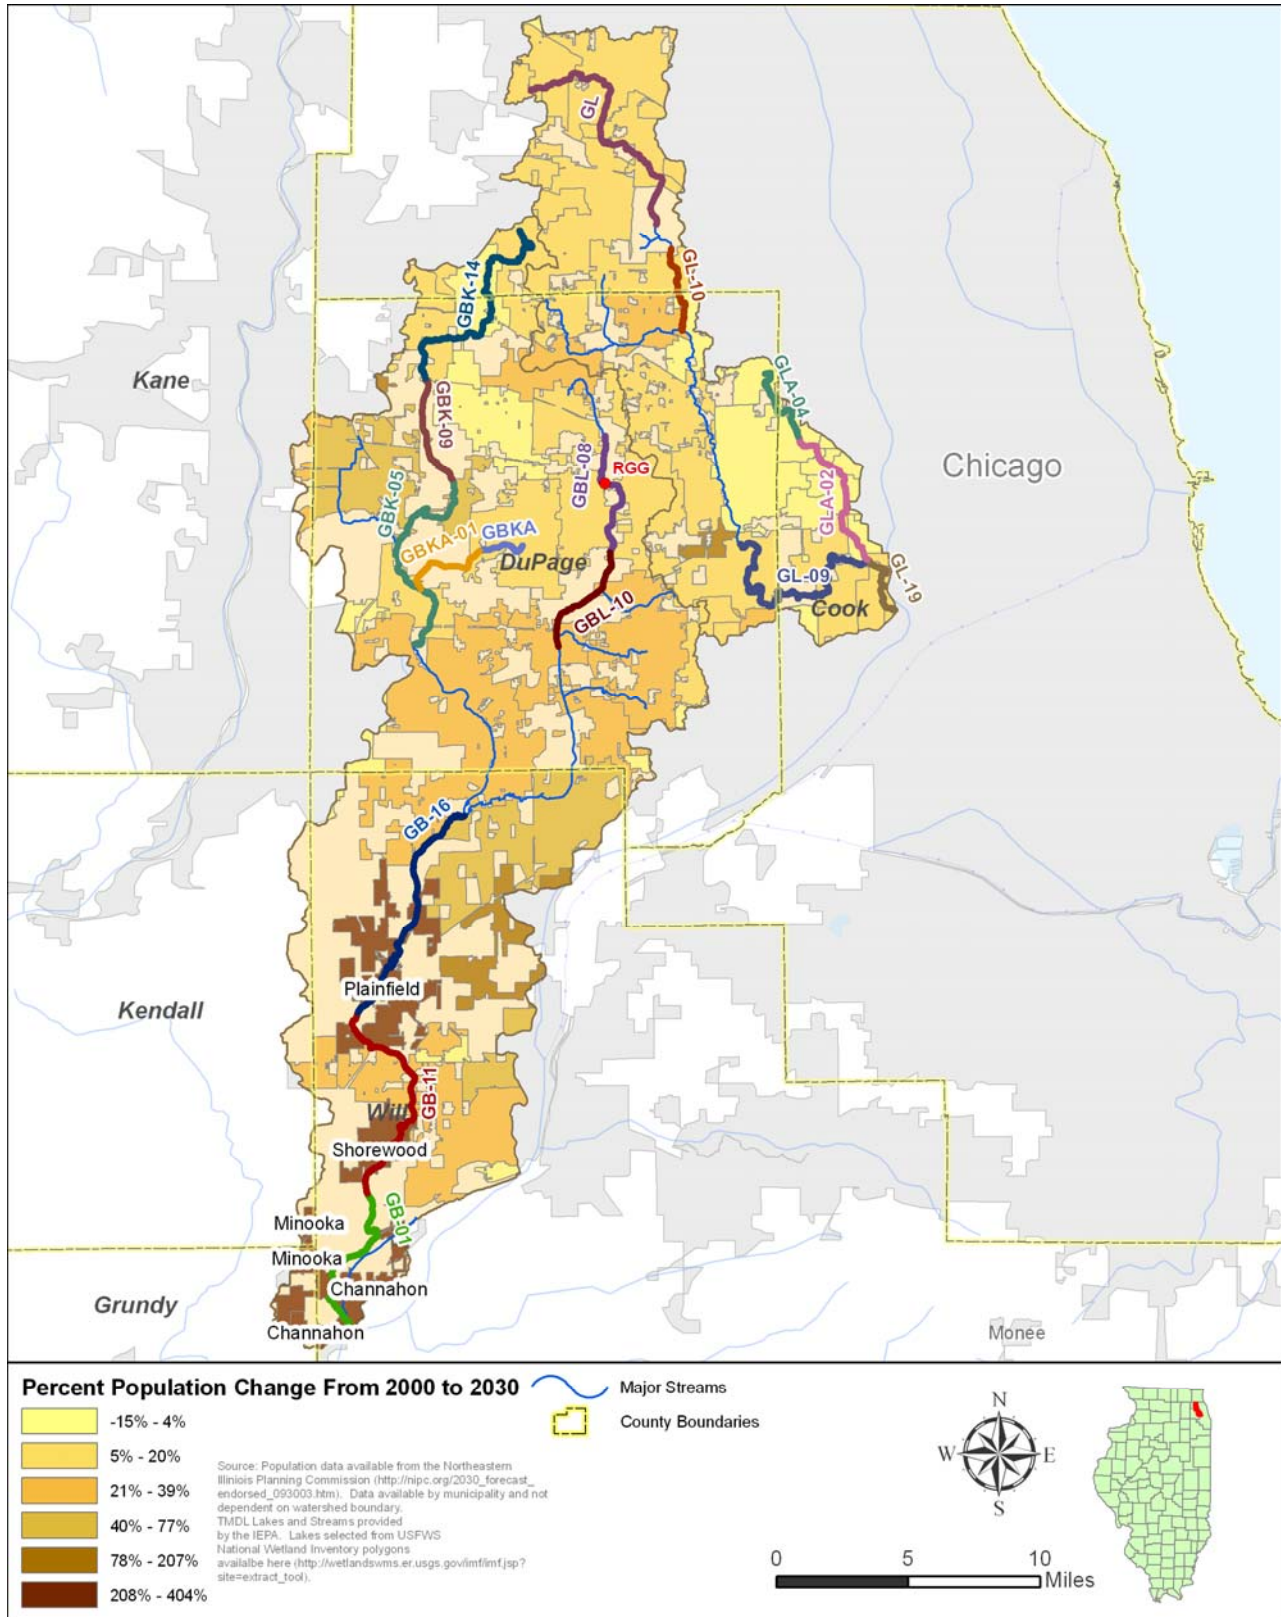 GL
GL-10
GBK-14
Kane
GLA-04
GBK-09
Chicago
GBL-08
RGG
GLA-02
GBK-05
GBKA-01
GBKA
DuPage
GL-09
GL-19
Cook
GBL-10
GB-16
Plainfield
Kendall
GB-11
Will
Shorewood
GB-01
Minooka
Minooka
Channahon
Grundy
Channahon
Monee
Percent Population Change From 2000 to 2030
-15% - 4%
5% - 20%
21% - 39%
40% - 77%
78% - 207%
208% - 404%
Source: Population data available from the Northeastern
Illiniois Planning Commission (http://nipc.org/2030_forecast_
endorsed_093003.htm). Data available by municipality and not
dependent on watershed boundary.
TMDL Lakes and Streams provided
by the IEPA. Lakes selected from USFWS
National Wetland Inventory polygons
availalbe here (http://wetlandswms.er.usgs.gov/imf/imf.jsp?
site=extract_tool).
Major Streams
County Boundaries
N
W E
S
0 5 10
Miles